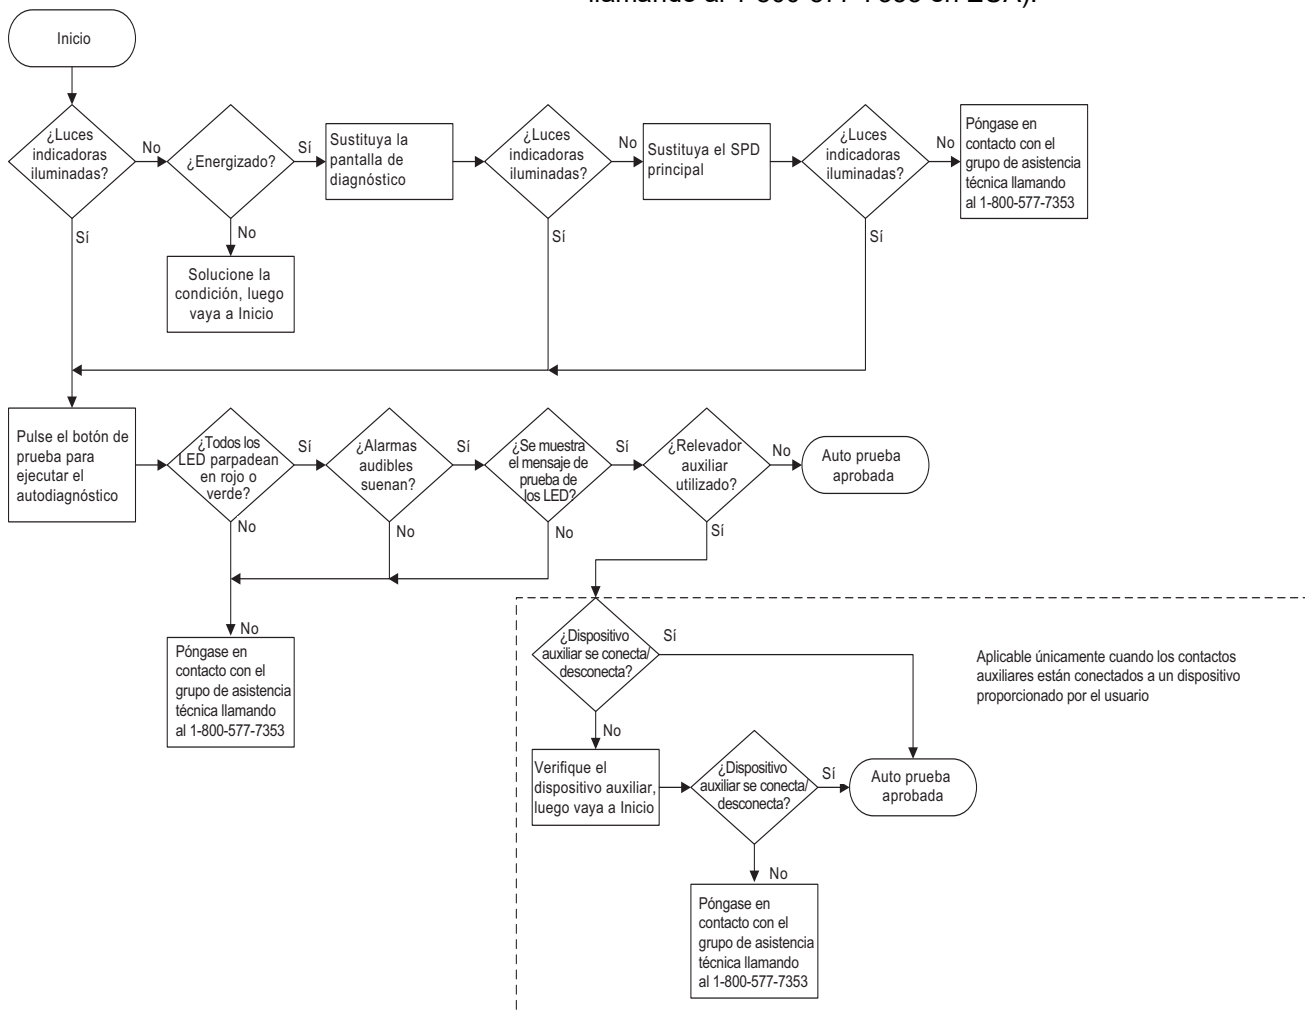 Inicio
¿Luces
indicadoras
iluminadas?
No
¿Energizado?
Sí
Sustituya la
pantalla de
diagnóstico
¿Luces
indicadoras
iluminadas?
No
Sustituya el SPD
principal
¿Luces
indicadoras
iluminadas?
No
Póngase en
contacto con el
grupo de asistencia
técnica llamando
al 1-800-577-7353
Sí
No
Sí
Sí
Solucione la
condición, luego
vaya a Inicio
Pulse el botón de
prueba para
ejecutar el
autodiagnóstico
¿Todos los
LED parpadean
en rojo o
verde?
Sí
¿Alarmas
audibles
suenan?
Sí
¿Se muestra
el mensaje de
prueba de
los LED?
Sí
¿Relevador
auxiliar
utilizado?
No
Auto prueba
aprobada
No
No
No
Sí
No
Póngase en
contacto con el
grupo de asistencia
técnica llamando
al 1-800-577-7353
¿Dispositivo
auxiliar se conecta/
desconecta?
Sí
Aplicable únicamente cuando los contactos
auxiliares están conectados a un dispositivo
proporcionado por el usuario
No
Verifique el
dispositivo auxiliar,
luego vaya a Inicio
¿Dispositivo
auxiliar se conecta/
desconecta?
Sí
Auto prueba
aprobada
No
Póngase en
contacto con el
grupo de asistencia
técnica llamando
al 1-800-577-7353